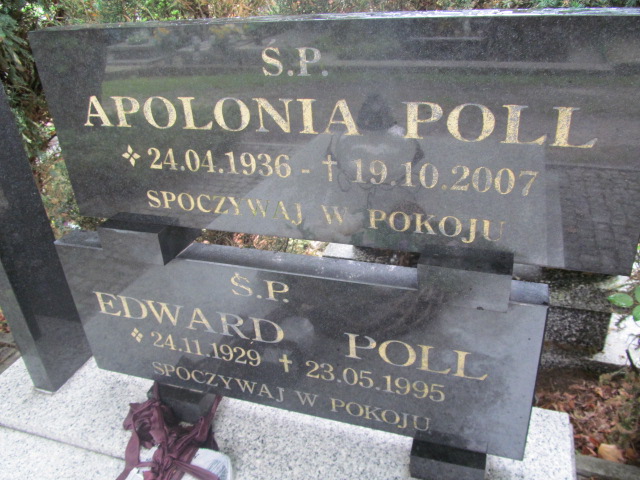 Ś.P.
APOLONIA POLL
24.04.1936 - † 19.10.2007
SPOCZYWAJ W POKOJU
Ś.P.
EDWARD POLL
24.11.1929 † 23.05.1995
SPOCZYWAJ W POKOJU